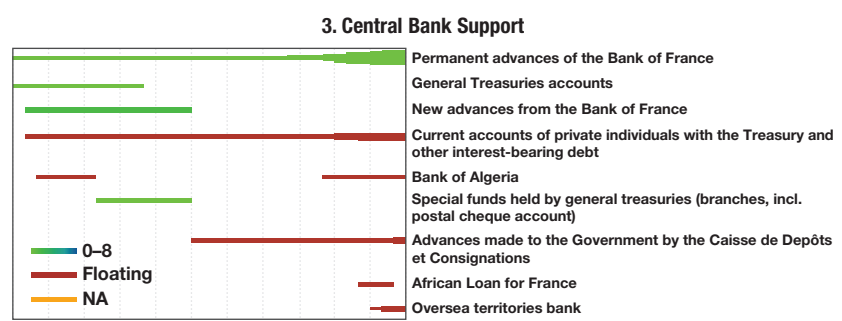 3. Central Bank Support
Permanent advances of the Bank of France
General Treasuries accounts
New advances from the Bank of France
Current accounts of private individuals with the Treasury and
other interest-bearing debt
Bank of Algeria
Special funds held by general treasuries (branches, incl.
postal cheque account)
Advances made to the Government by the Caisse de Depôts
et Consignations
African Loan for France
Oversea territories bank
0–8
Floating
NA